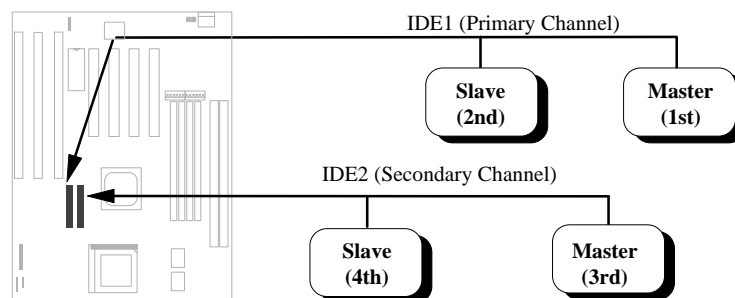 IDE1 (Primary Channel)
Slave
(2nd)
Master
(1st)
IDE2 (Secondary Channel)
Slave
(4th)
Master
(3rd)